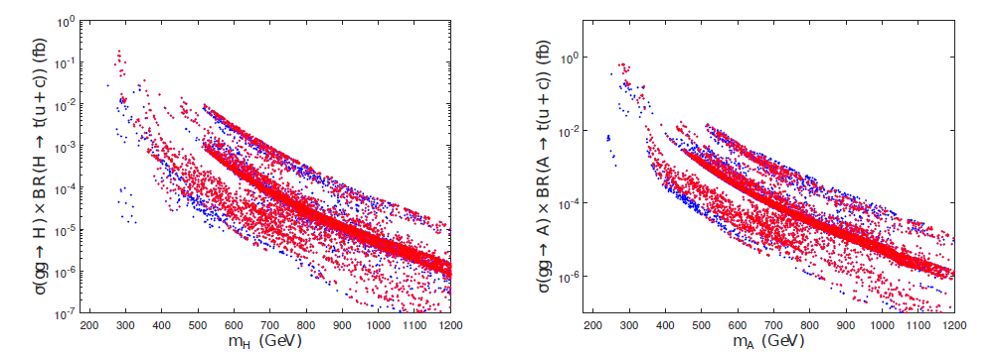 σ(gg → H) × BR(H → t(u + c)) (fb)
10⁰
10⁻¹
10⁻²
10⁻³
10⁻⁴
10⁻⁵
10⁻⁶
10⁻⁷
200 300 400 500 600 700 800 900 1000 1100 1200
m_H (GeV)
σ(gg → A) × BR(A → t(u + c)) (fb)
10⁰
10⁻²
10⁻⁴
10⁻⁶
200 300 400 500 600 700 800 900 1000 1100 1200
m_A (GeV)